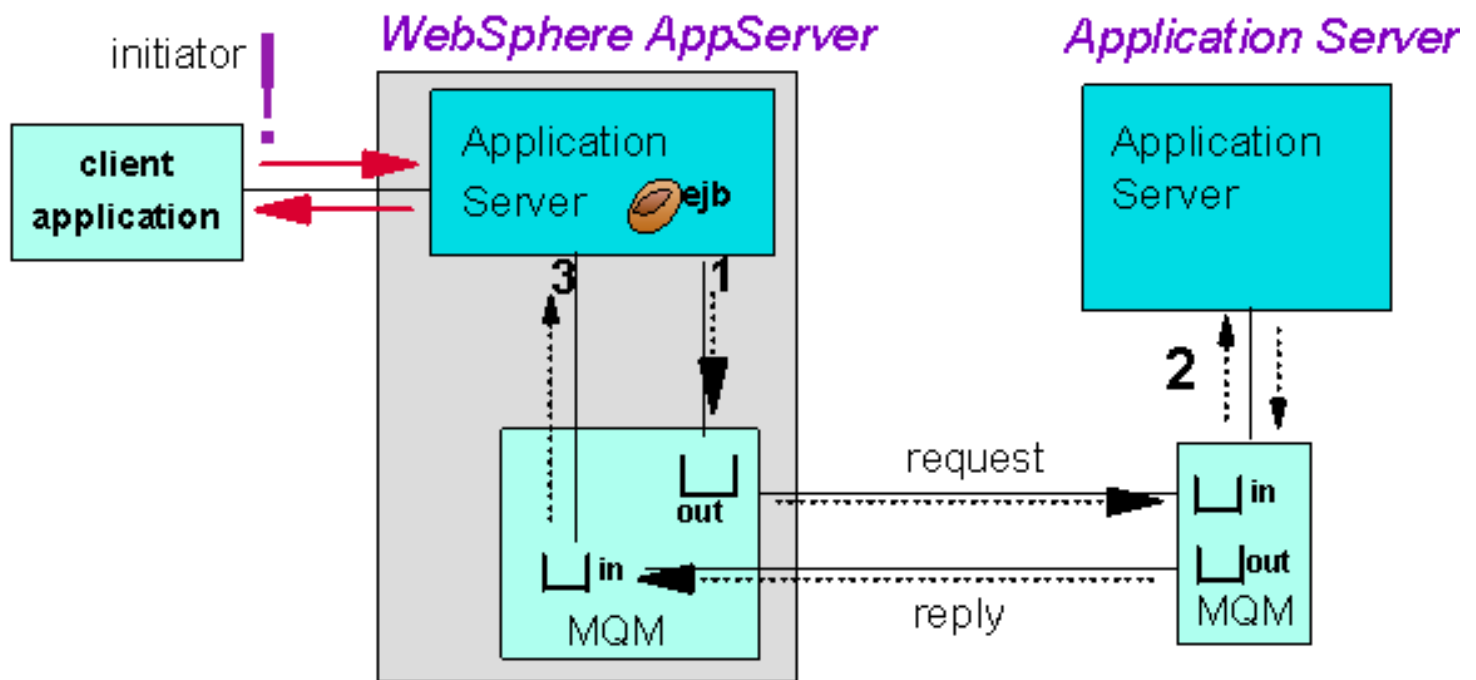 WebSphere AppServer
Application Server
initiator
client
application
Application
Server
ejb
Application
Server
3
1
2
request
out
in
in
out
reply
MQM
MQM